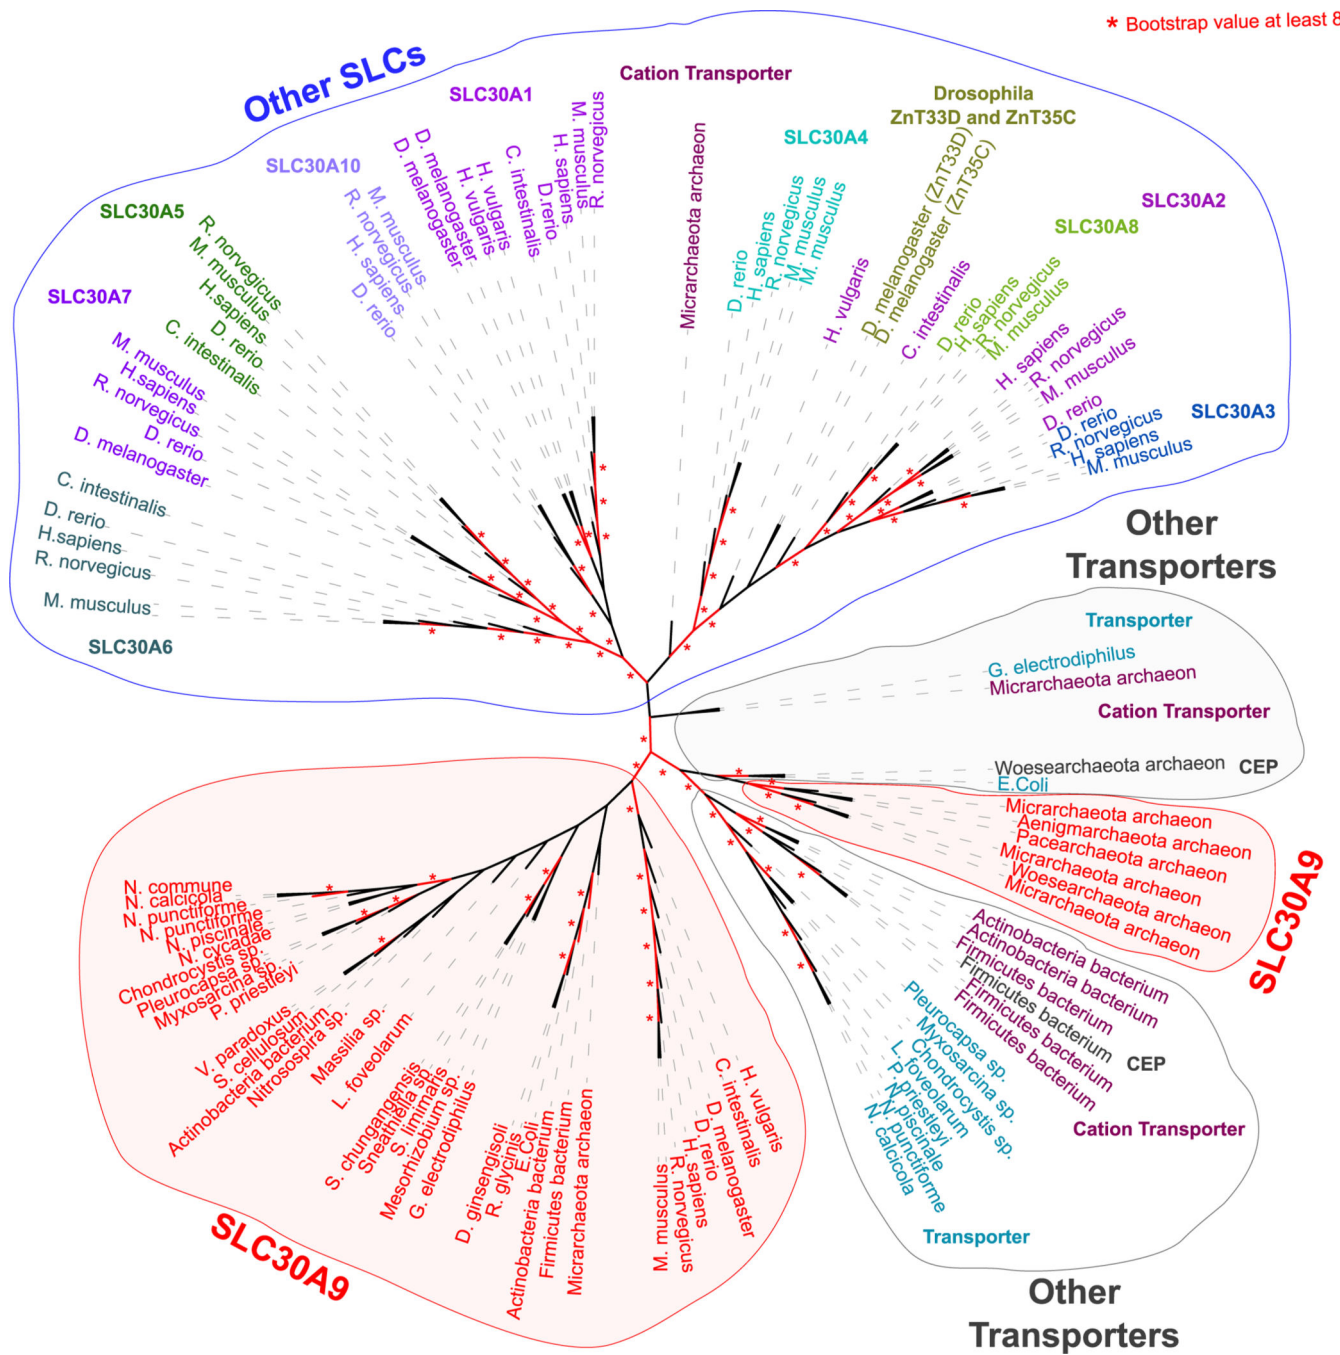 * Bootstrap value at least 8
Other SLCs
SLC30A1
Cation Transporter
Drosophila
ZnT33D and ZnT35C
SLC30A4
SLC30A10
SLC30A5
SLC30A2
SLC30A8
SLC30A7
SLC30A3
SLC30A6
M. musculus
R. norvegicus
H.sapiens
D. rerio
C. intestinalis
M. musculus
H.sapiens
R. norvegicus
D. rerio
D. melanogaster
C. intestinalis
D. rerio
H.sapiens
R. norvegicus
M. musculus
R. norvegicus
M. musculus
H. sapiens
D. rerio
D. melanogaster
D. melanogaster
H. vulgaris
H. vulgaris
C. intestinalis
D.rerio
H. sapiens
M. musculus
R. norvegicus
Micrarchaeota archaeon
D. rerio
H. sapiens
R. norvegicus
M. musculus
M. musculus
H. vulgaris
D. melanogaster (ZnT33D)
D. melanogaster (ZnT35C)
C. intestinalis
D. rerio
H. sapiens
R. norvegicus
M. musculus
H. sapiens
R. norvegicus
M. musculus
D. rerio
D. rerio
R. norvegicus
H. sapiens
M. musculus
Other
Transporters
Transporter
G. electrodiphilus
Micrarchaeota archaeon
Cation Transporter
Woesearchaeota archaeon
CEP
E.Coli
Micrarchaeota archaeon
Aenigmarchaeota archaeon
Pacearchaeota archaeon
Micrarchaeota archaeon
Woesearchaeota archaeon
Micrarchaeota archaeon
SLC30A9
Actinobacteria bacterium
Actinobacteria bacterium
Firmicutes bacterium
Firmicutes bacterium
Firmicutes bacterium
Firmicutes bacterium
CEP
Cation Transporter
Pleurocapsa sp.
Myxosarcina sp.
Chondrocystis sp.
L. foveolarum
P. priestleyi
N. piscinale
N. punctiforme
N. calcicola
Transporter
Other
Transporters
H. vulgaris
C. intestinalis
D. melanogaster
D. rerio
H. sapiens
R. norvegicus
M. musculus
Micrarchaeota archaeon
Firmicutes bacterium
Actinobacteria bacterium
E.Coli
R. glycinis
D. ginsengisoli
G. electrodiphilus
Mesorhizobium sp.
S. limimaris
Sneathiella sp.
S. chungangensis
L. foveolarum
Massilia sp.
Nitrosospira sp.
Actinobacteria bacterium
S. cellulosum
V. paradoxus
P. priestleyi
Myxosarcina sp.
Pleurocapsa sp.
Chondrocystis sp.
N. cycadae
N. piscinale
N. punctiforme
N. punctiforme
N. calcicola
N. commune
SLC30A9